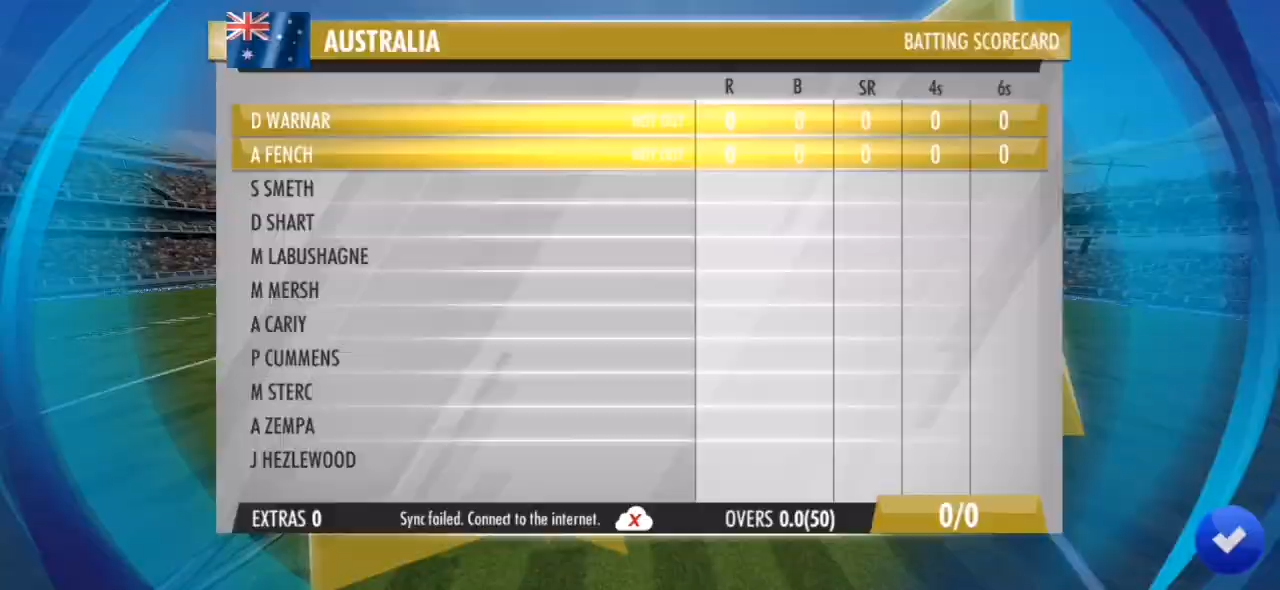 AUSTRALIA BATTING SCORECARD
R B SR 4s 6s
D WARNAR NOT OUT 0 0 0 0 0
A FENCH NOT OUT 0 0 0 0 0
S SMETH
D SHART
M LABUSHAGNE
M MERSH
A CARIY
P CUMMENS
M STERC
A ZEMPA
J HEZLEWOOD
EXTRAS 0 Sync failed. Connect to the internet. X OVERS 0.0(50) 0/0